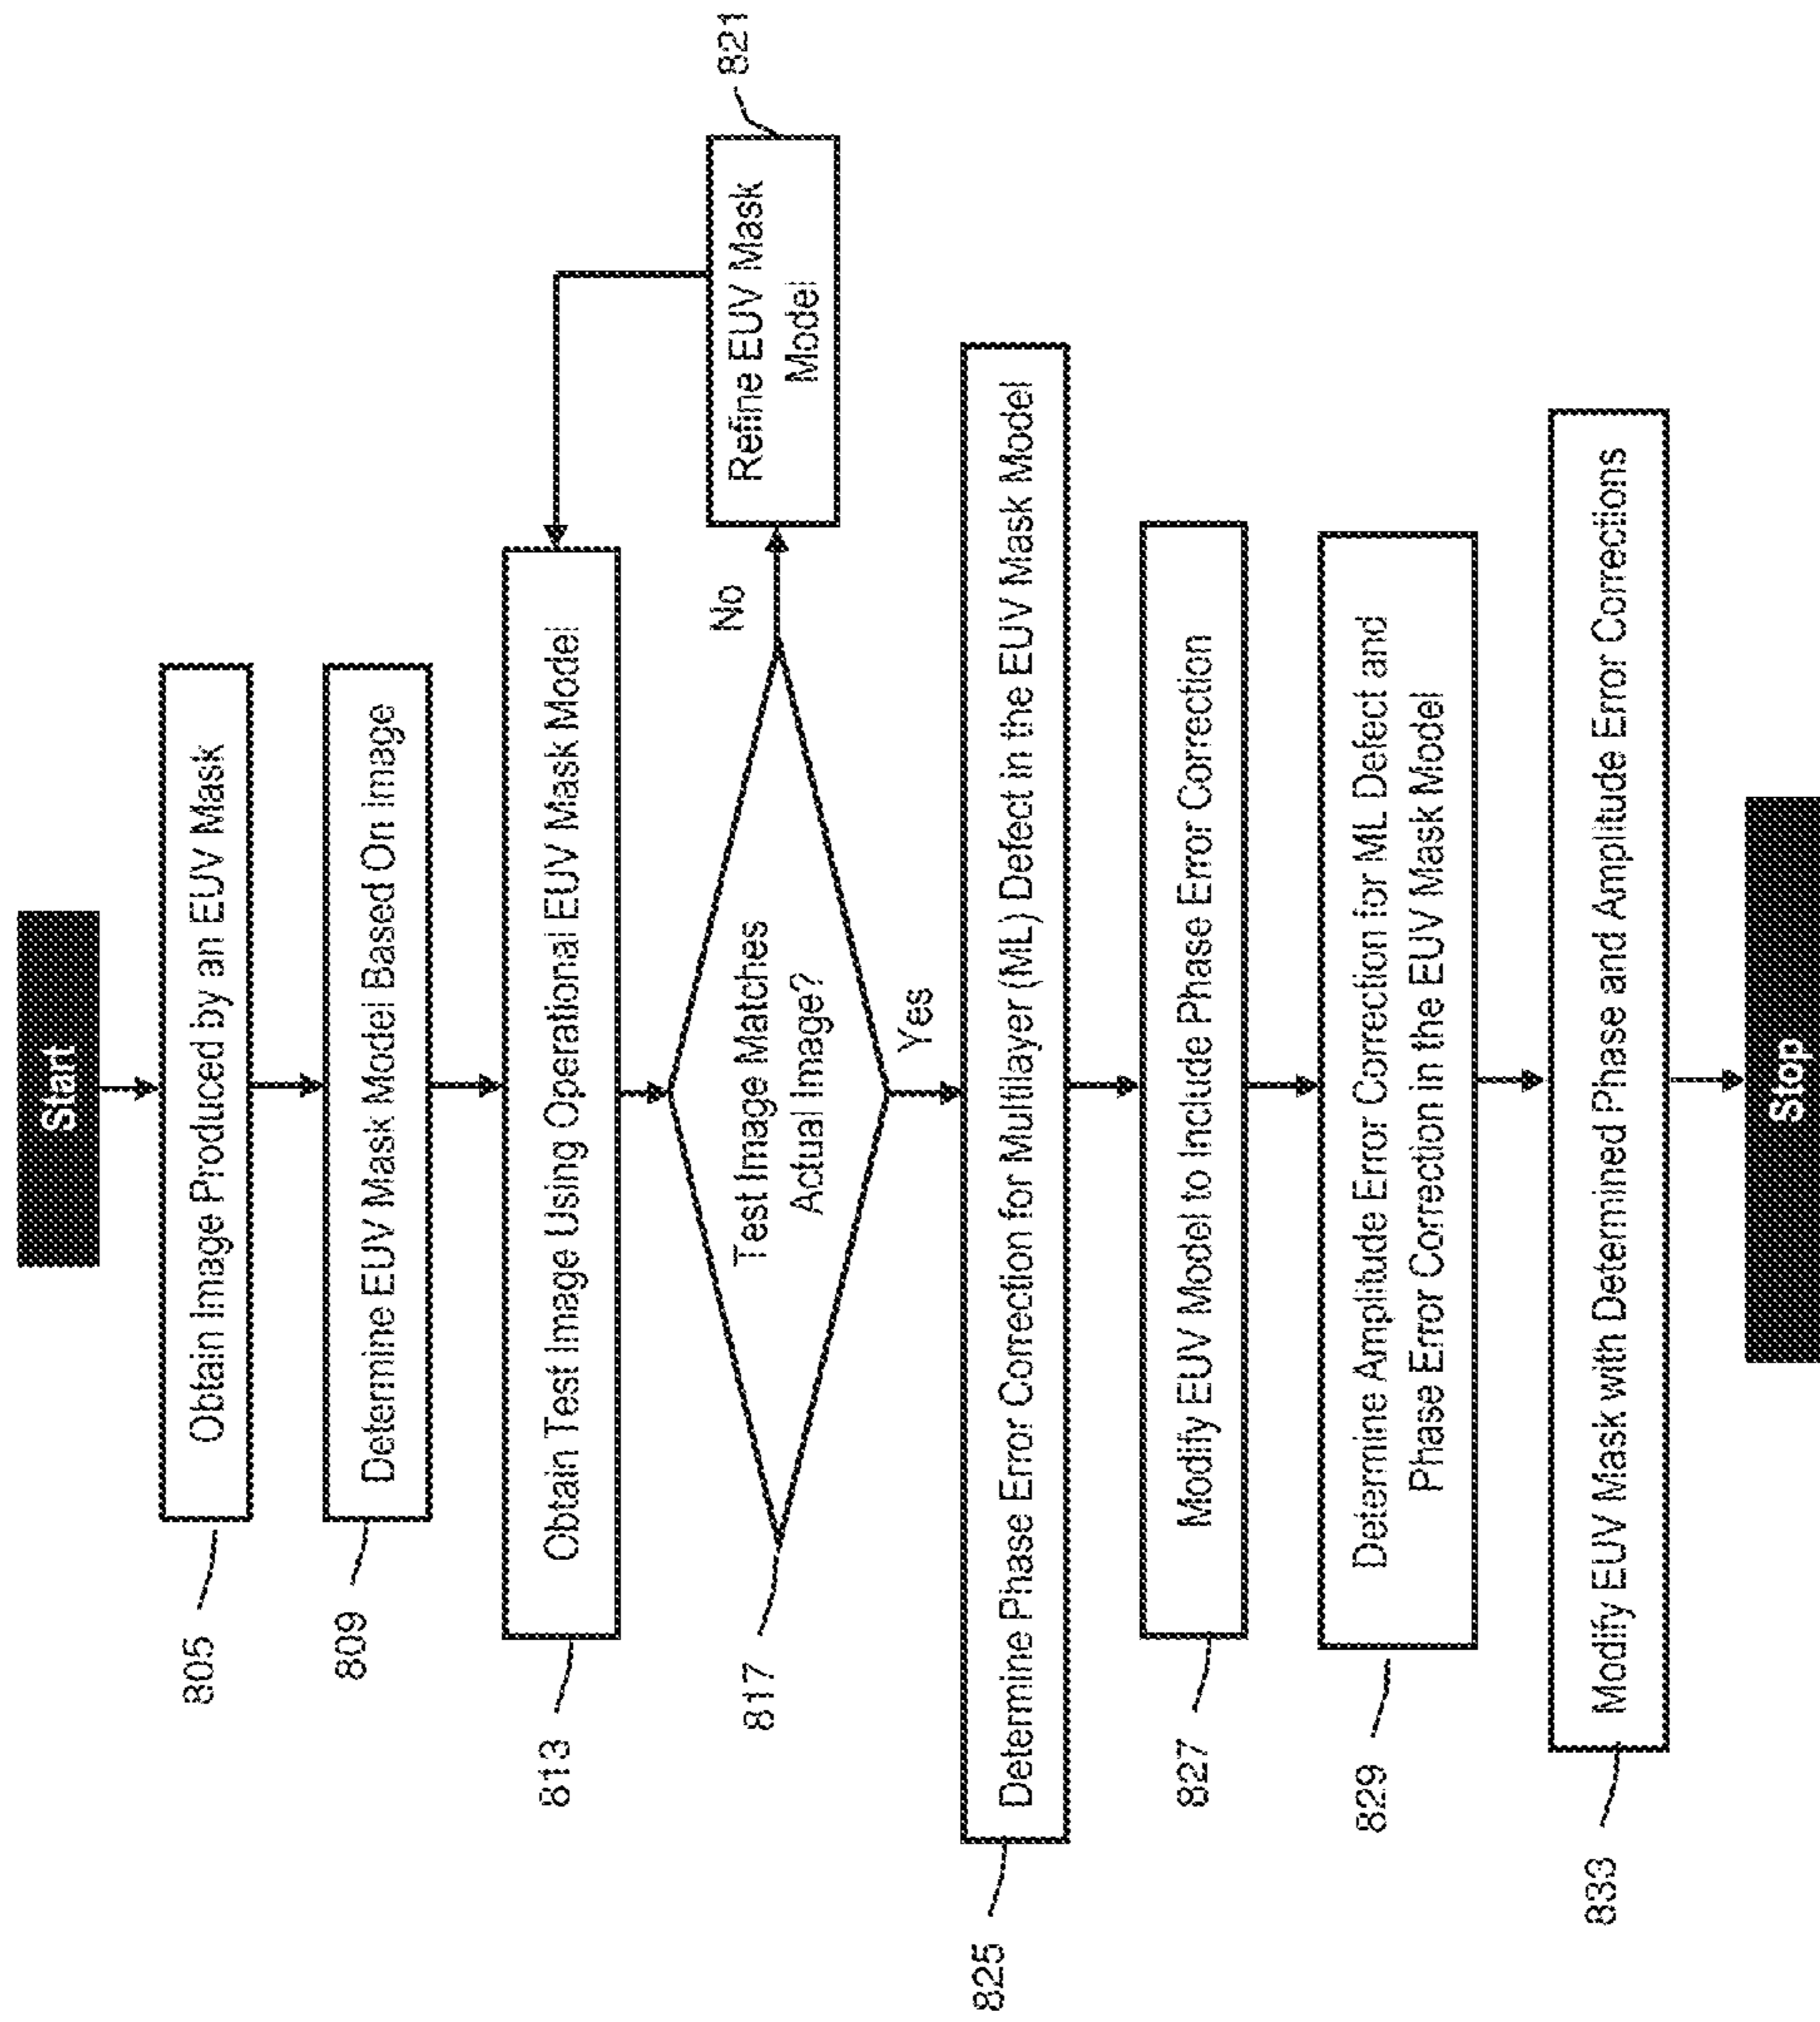 Start
805
Obtain Image Produced by an EUV Mask
809
Determine EUV Mask Model Based On Image
813
Obtain Test Image Using Operational EUV Mask Model
817
Test Image Matches
Actual Image?
No
821
Refine EUV Mask
Model
Yes
825
Determine Phase Error Correction for Multilayer (ML) Defect in the EUV Mask Model
827
Modify EUV Model to Include Phase Error Correction
829
Determine Amplitude Error Correction for ML Defect and
Phase Error Correction in the EUV Mask Model
833
Modify EUV Mask with Determined Phase and Amplitude Error Corrections
Stop